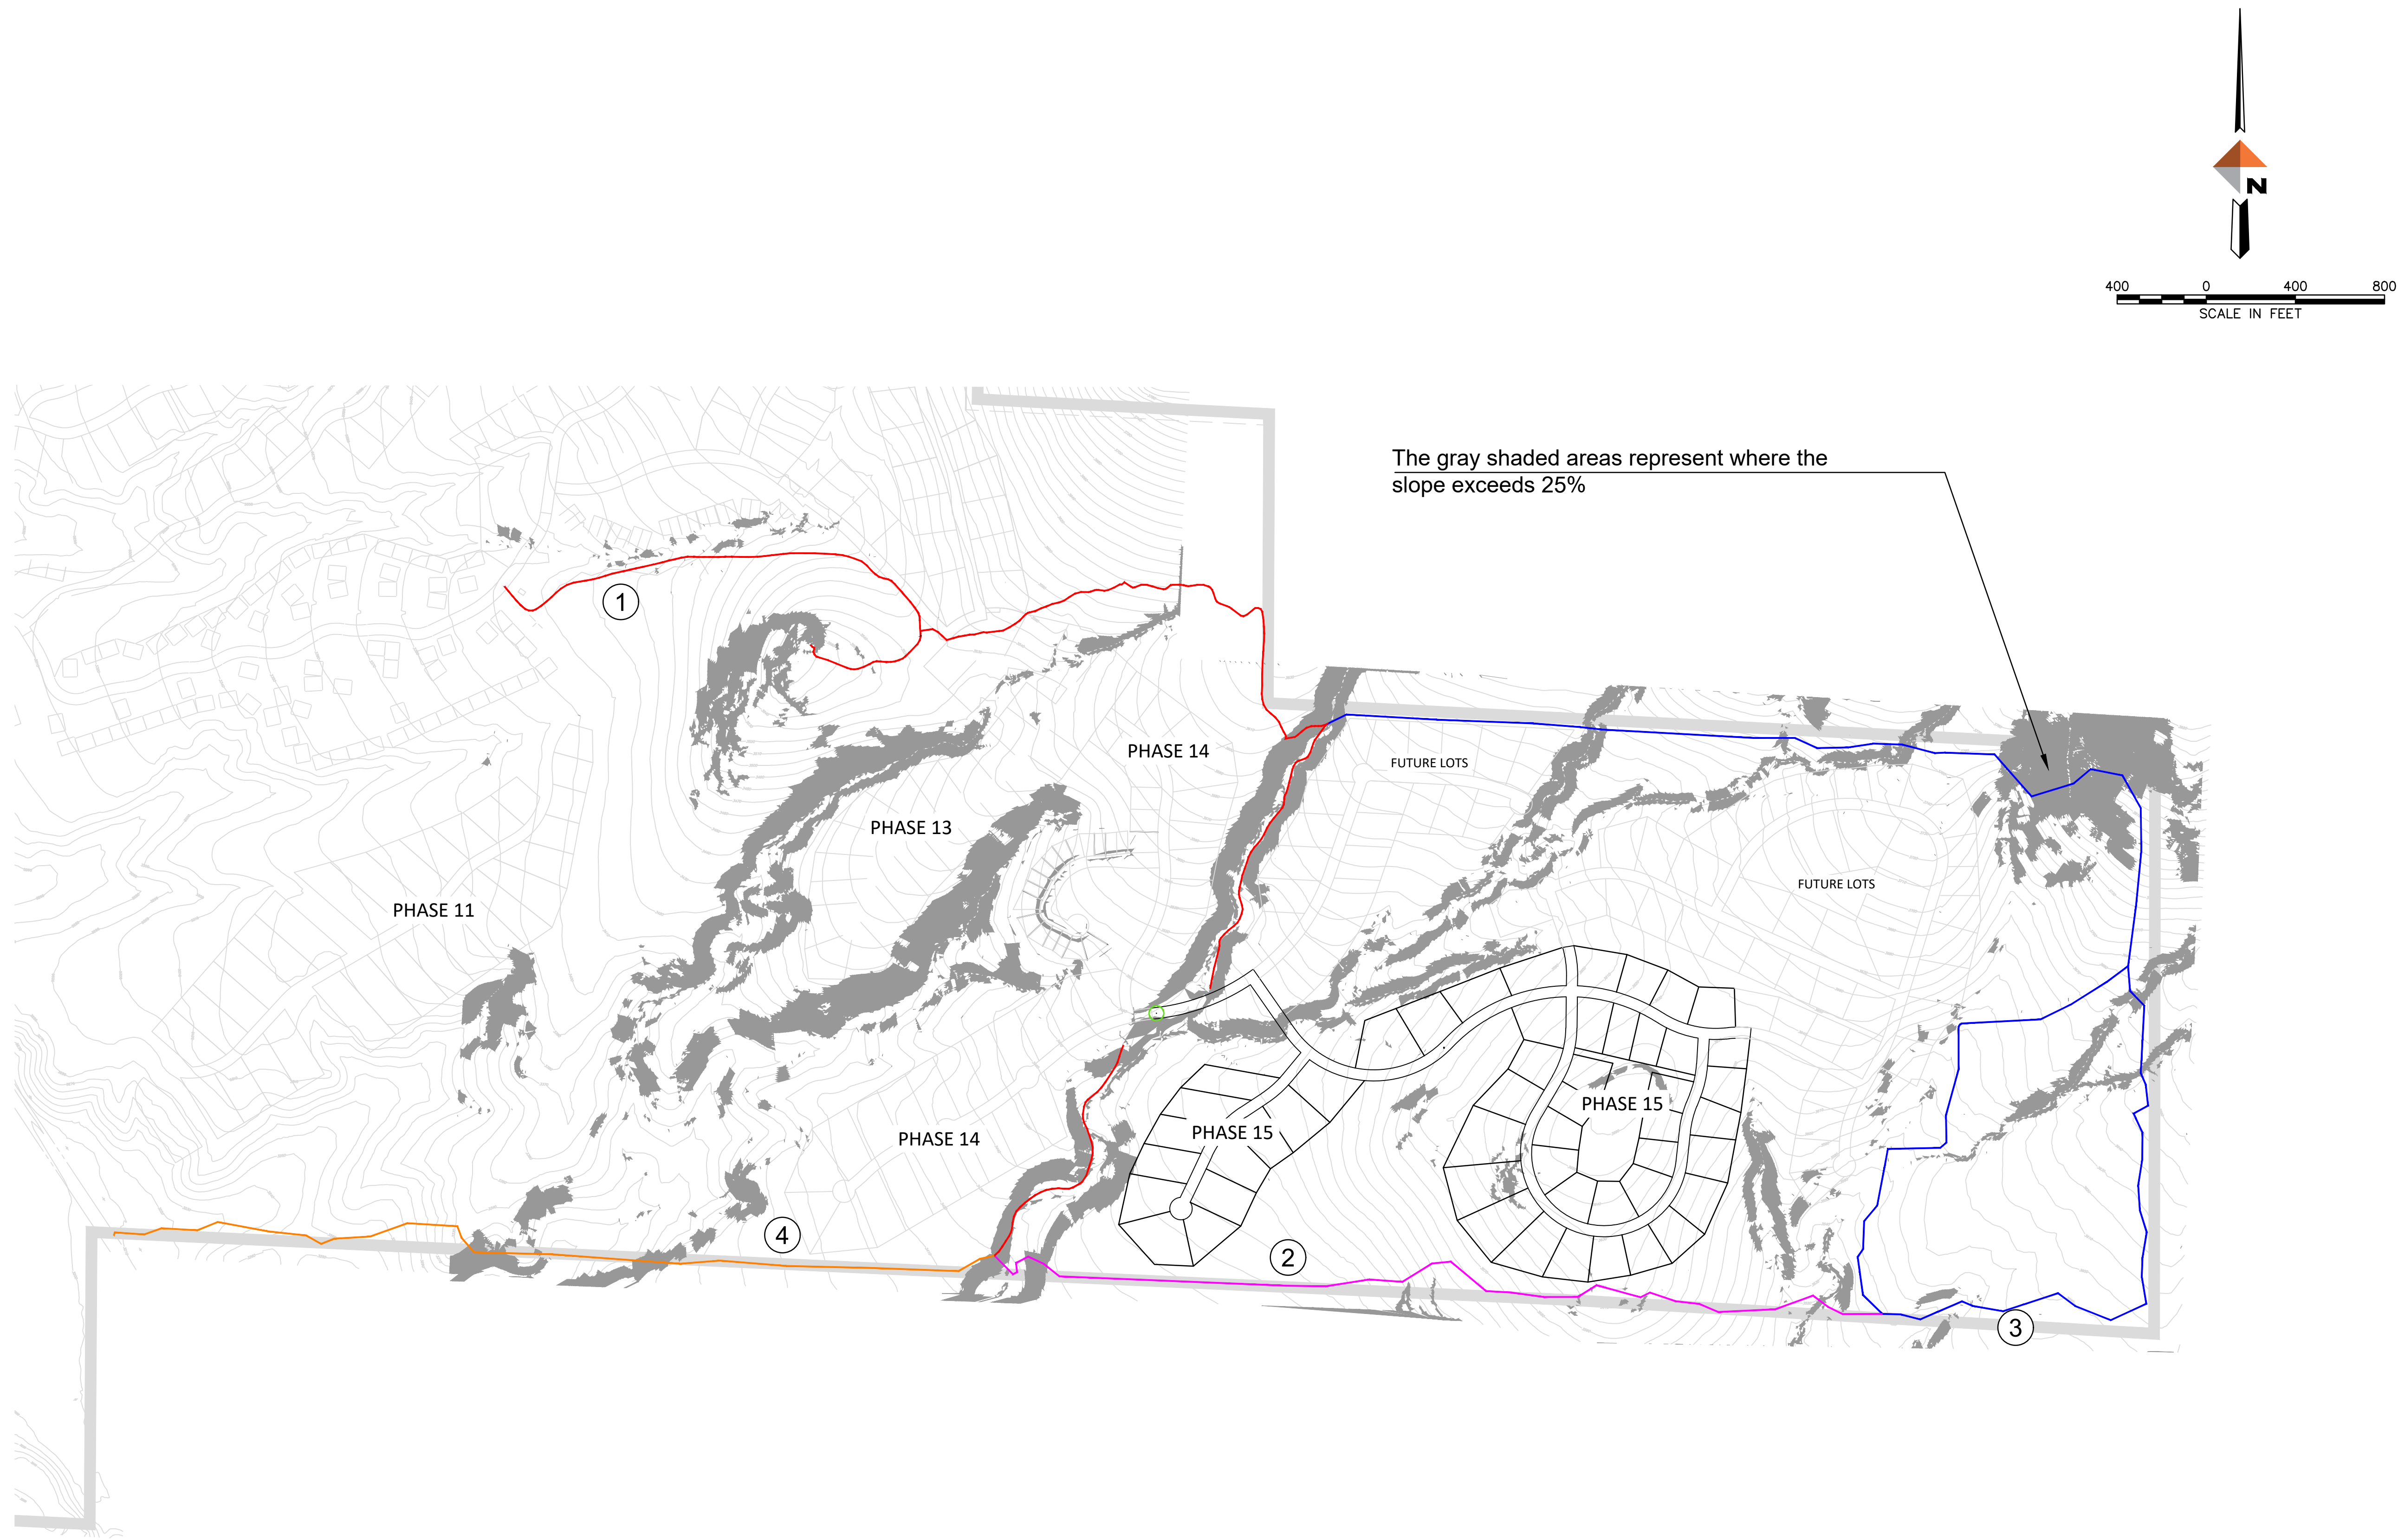 N
400 0 400 800
SCALE IN FEET
The gray shaded areas represent where the
slope exceeds 25%
1
PHASE 14
FUTURE LOTS
PHASE 13
FUTURE LOTS
PHASE 11
PHASE 15
PHASE 15
PHASE 14
4
2
3